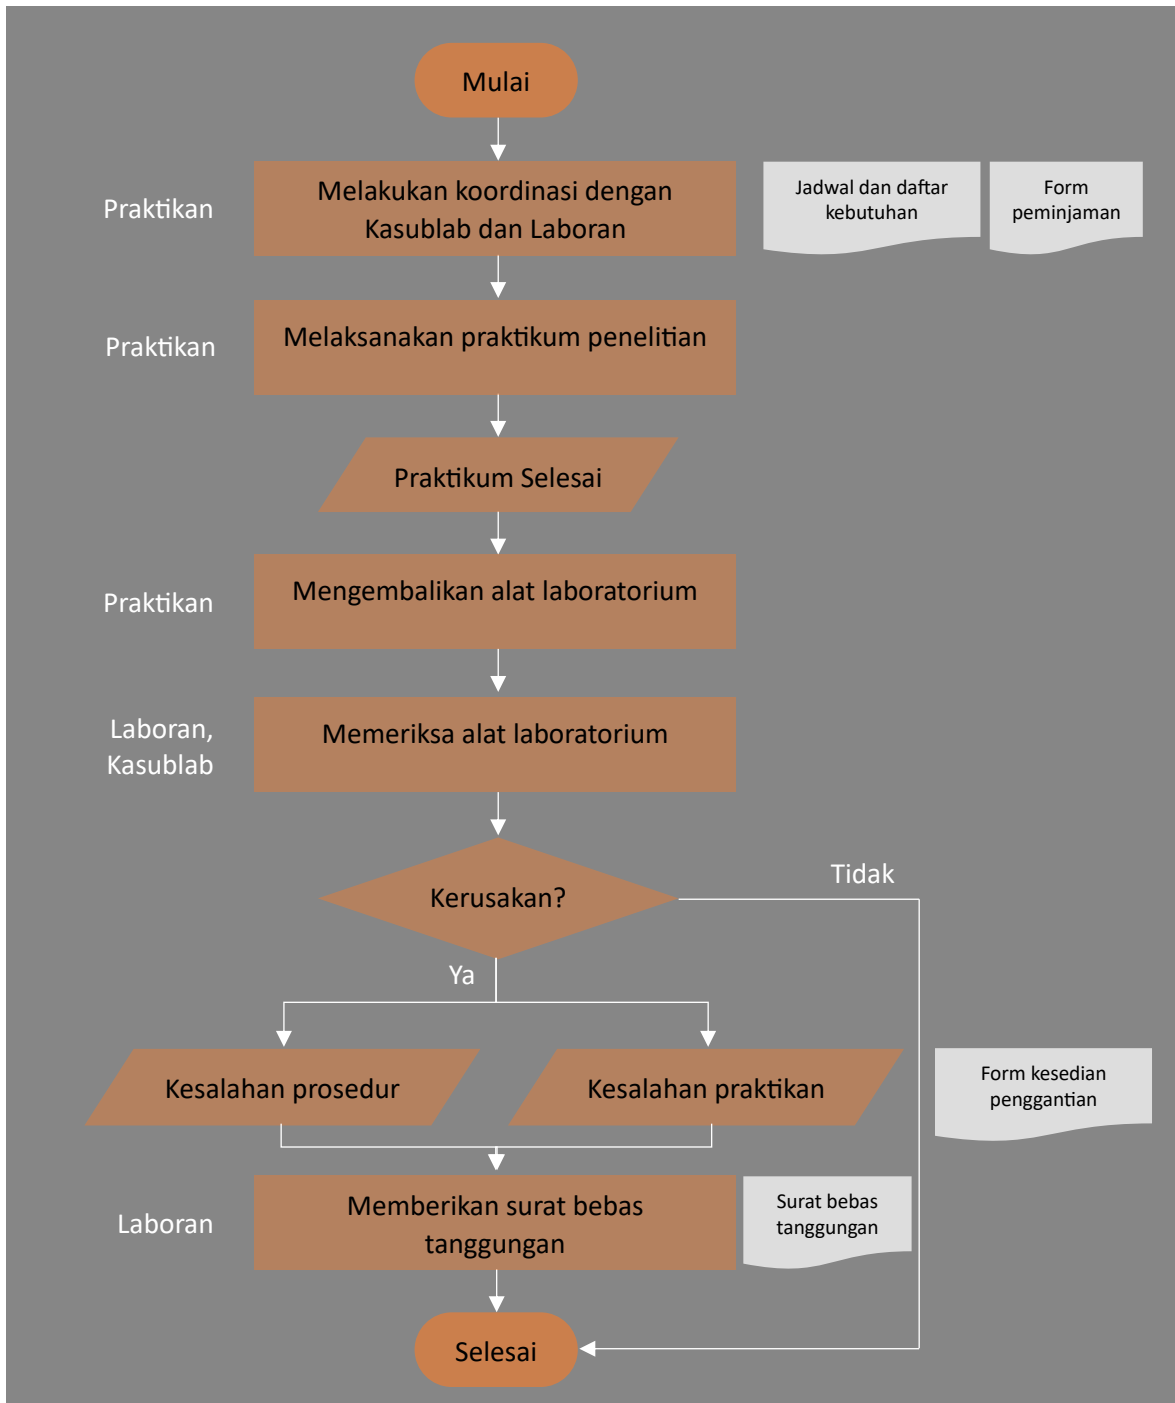 Mulai
Praktikan
Melakukan koordinasi dengan
Kasublab dan Laboran
Jadwal dan daftar
kebutuhan
Form
peminjaman
Praktikan
Melaksanakan praktikum penelitian
Praktikum Selesai
Praktikan
Mengembalikan alat laboratorium
Laboran,
Kasublab
Memeriksa alat laboratorium
Kerusakan?
Tidak
Ya
Kesalahan prosedur
Kesalahan praktikan
Form kesedian
penggantian
Laboran
Memberikan surat bebas
tanggungan
Surat bebas
tanggungan
Selesai